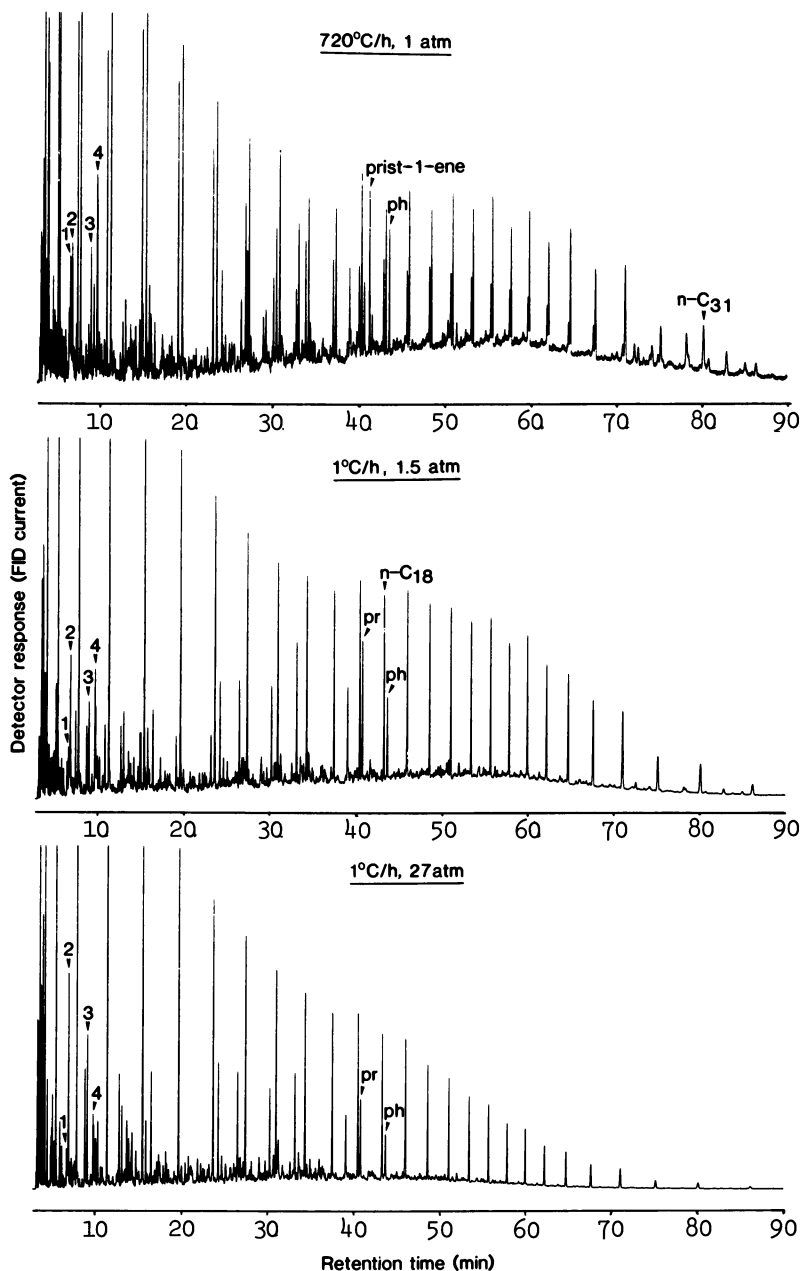 720°C/h, 1 atm
4
prist-1-ene
2
1
3
ph
n-C31
10 20 30 40 50 60 70 80 90
1°C/h, 1.5 atm
n-C18
2
4
pr
3
ph
1
10 20 30 40 50 60 70 80 90
1°C/h, 27atm
2
3
pr
4
ph
1
10 20 30 40 50 60 70 80 90
Retention time (min)
Detector response (FID current)